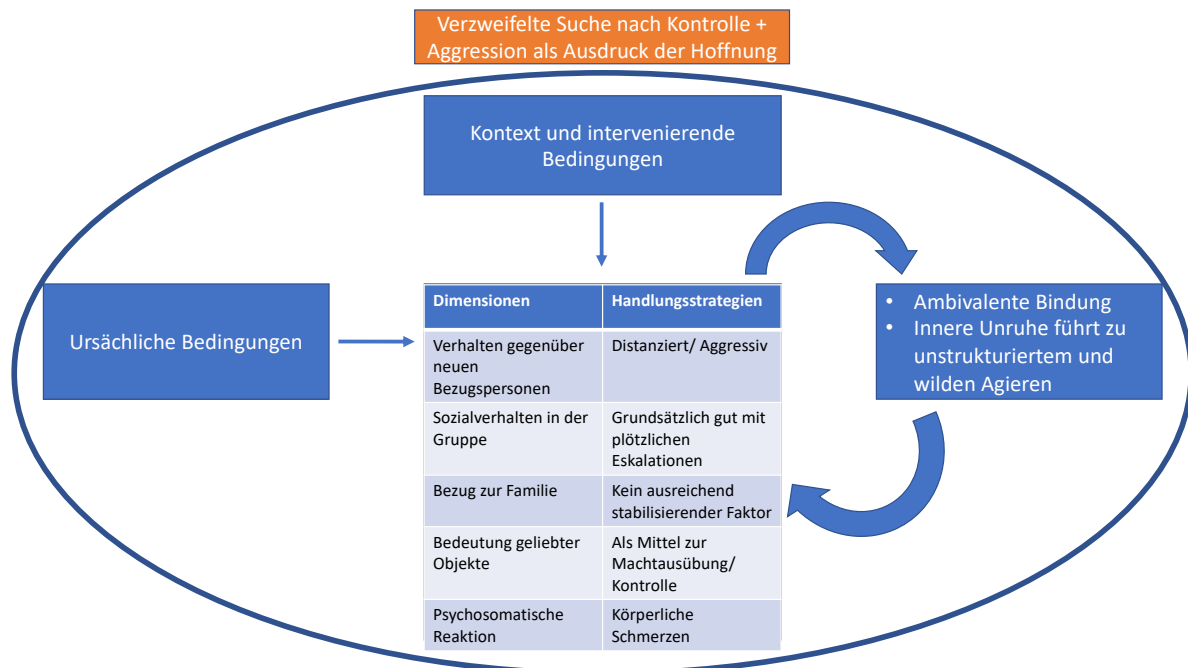 Verzweifelte Suche nach Kontrolle +
Aggression als Ausdruck der Hoffnung
Kontext und intervenierende
Bedingungen
Ursächliche Bedingungen
Dimensionen
Handlungsstrategien
Verhalten gegenüber
neuen
Bezugspersonen
Distanziert/ Aggressiv
Sozialverhalten in der
Gruppe
Grundsätzlich gut mit
plötzlichen
Eskalationen
Bezug zur Familie
Kein ausreichend
stabilisierender Faktor
Bedeutung geliebter
Objekte
Als Mittel zur
Machtausübung/
Kontrolle
Psychosomatische
Reaktion
Körperliche
Schmerzen
• Ambivalente Bindung
• Innere Unruhe führt zu
unstrukturiertem und
wilden Agieren